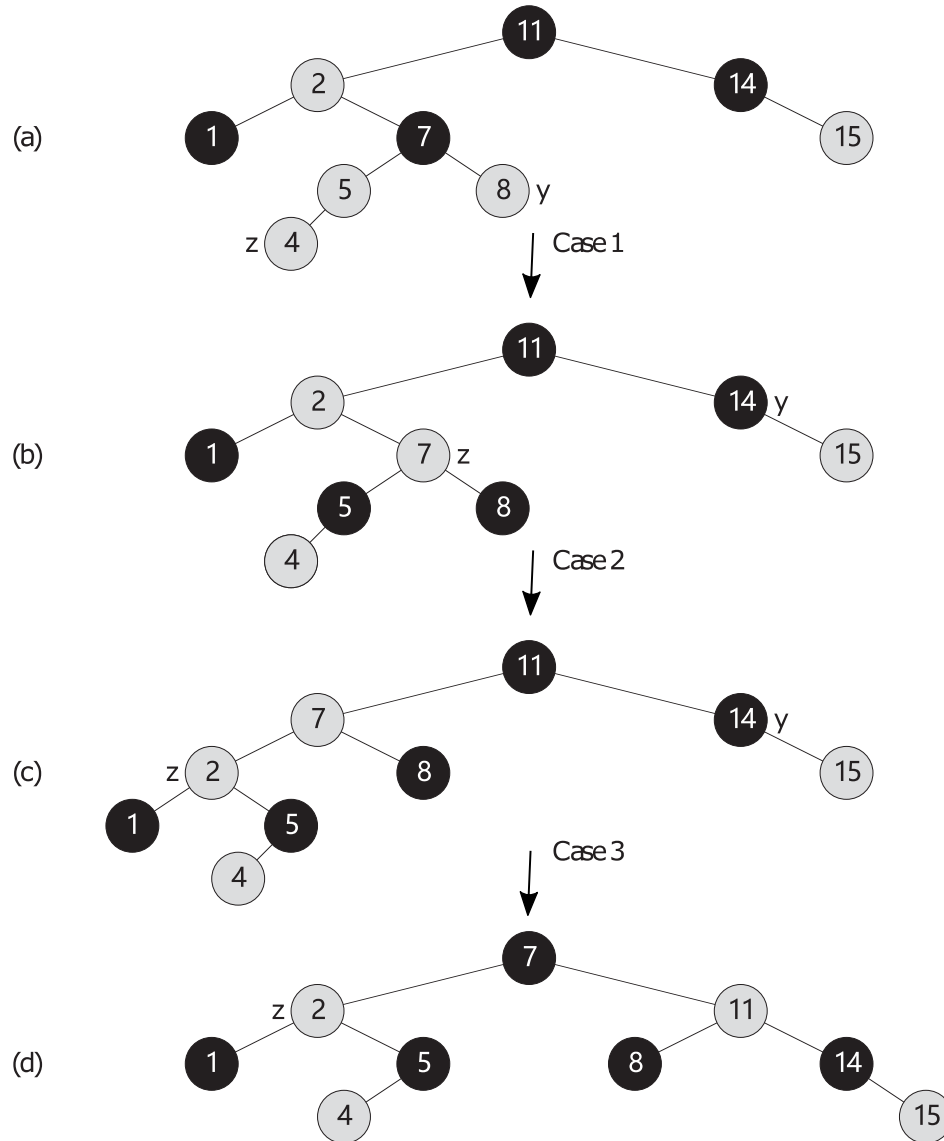 11
2 14
(a) 1 7 15
5 8 y
z 4 Case 1
11
2 14 y
(b) 1 7 z 15
5 8
4 Case 2
11
7 14 y
(c) z 2 8 15
1 5
4 Case 3
7
z 2 11
(d) 1 5 8 14
4 15